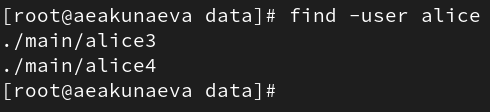 [root@aeakunaeva data]# find -user alice
./main/alice3
./main/alice4
[root@aeakunaeva data]#